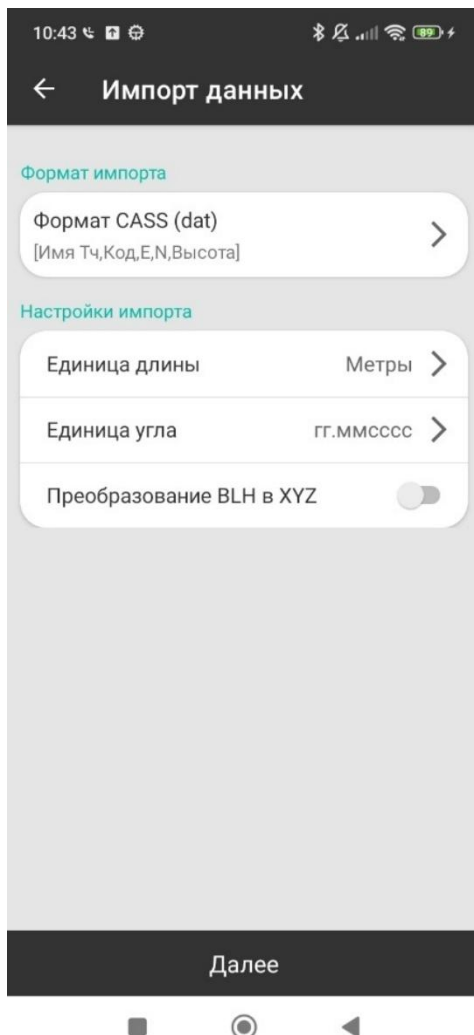 10:43
89
Импорт данных
Формат импорта
Формат CASS (dat)
[Имя Тч,Код,E,N,Высота]
Настройки импорта
Единица длины Метры
Единица угла гг.ммсссс
Преобразование BLH в XYZ
Далее